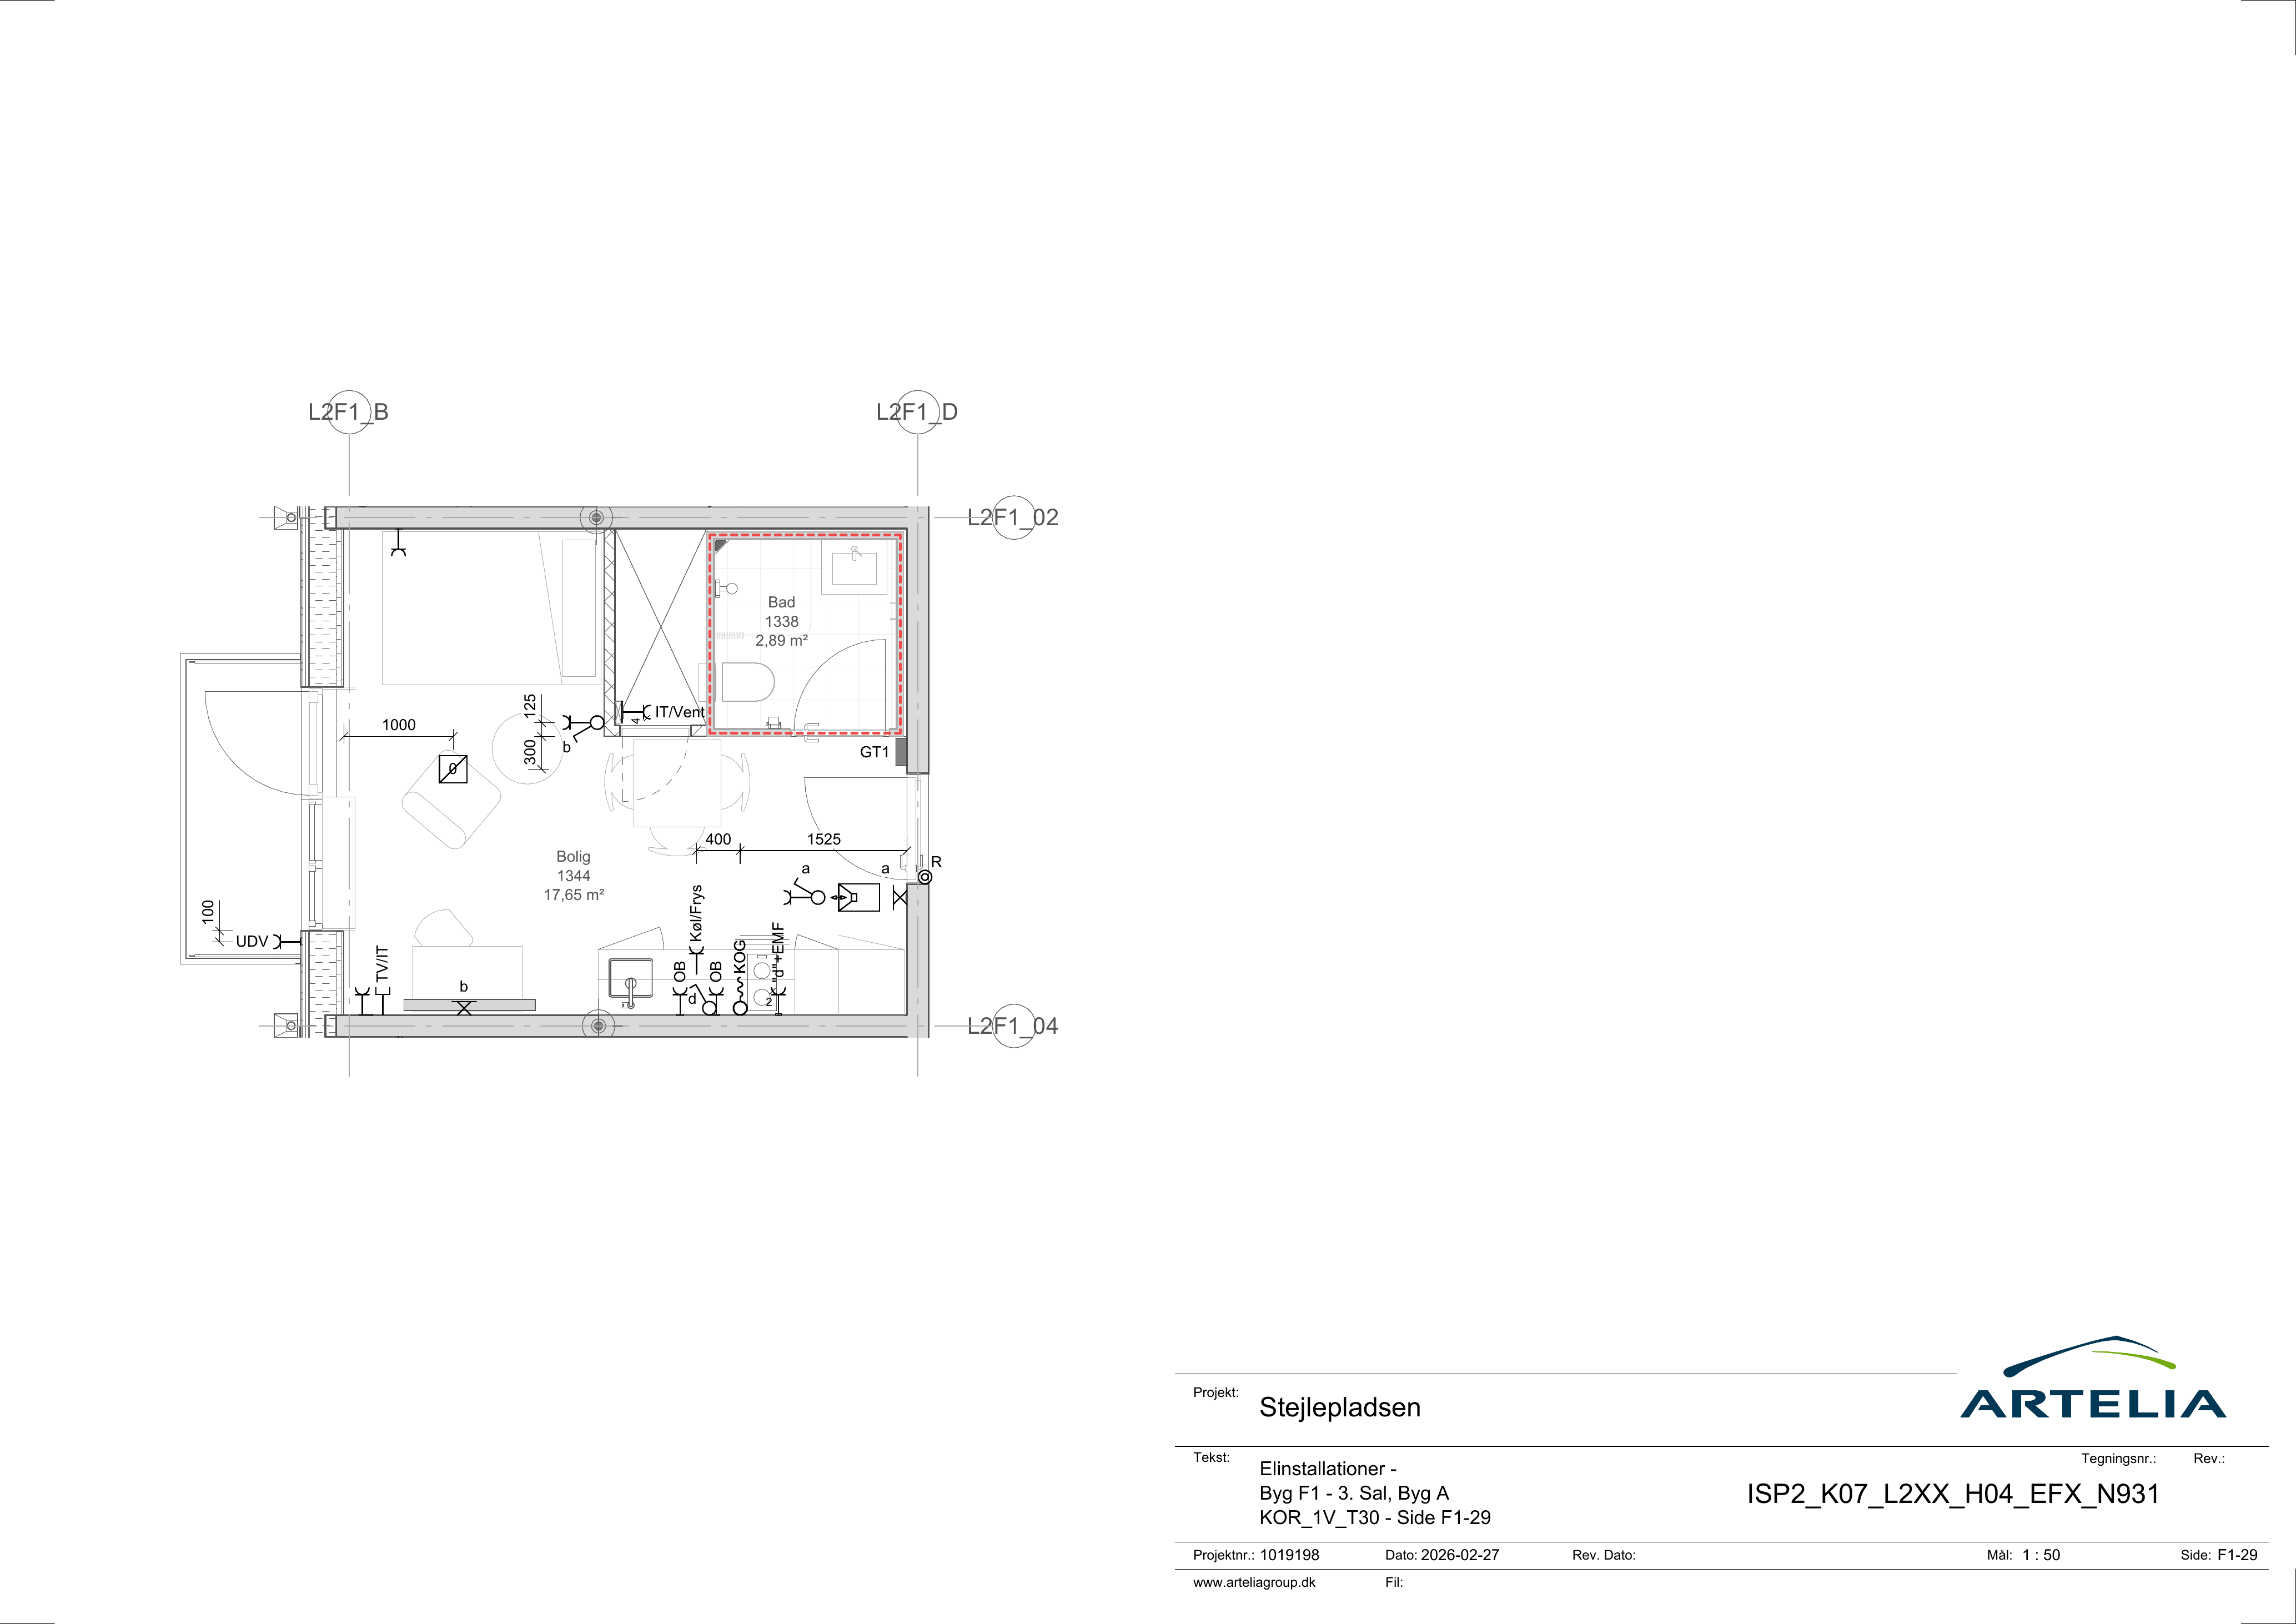 L2F1_B
L2F1_D
L2F1_02
Bad
1338
2,89 m²
125
1000
300
b
4
IT/Vent
GT1
0
400
1525
Bolig
1344
17,65 m²
R
a
a
100
UDV
TV/IT
b
Køl/Frys
OB
d
OB
KOG
2
"d"+EMF
L2F1_04
Projekt:
Stejlepladsen
ARTELIA
Tekst:
Elinstallationer -
Byg F1 - 3. Sal, Byg A
KOR_1V_T30 - Side F1-29
Tegningsnr.:
Rev.:
ISP2_K07_L2XX_H04_EFX_N931
Projektnr.: 1019198
Dato: 2026-02-27
Rev. Dato:
Mål: 1 : 50
Side: F1-29
www.arteliagroup.dk
Fil: